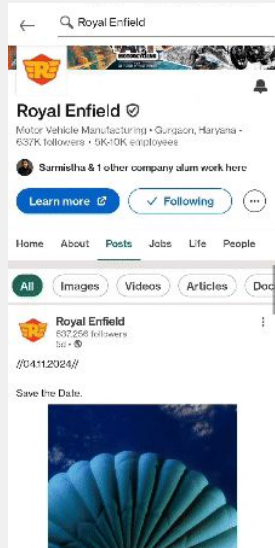 Royal Enfield
Royal Enfield
Motor Vehicle Manufacturing • Gurgaon, Haryana •
637K followers • 5K-10K employees
Sarmistha & 1 other company alum work here
Learn more
Following
Home About Posts Jobs Life People
All Images Videos Articles Doc
Royal Enfield
637,256 followers
5d •
//04.11.2024//
Save the Date.